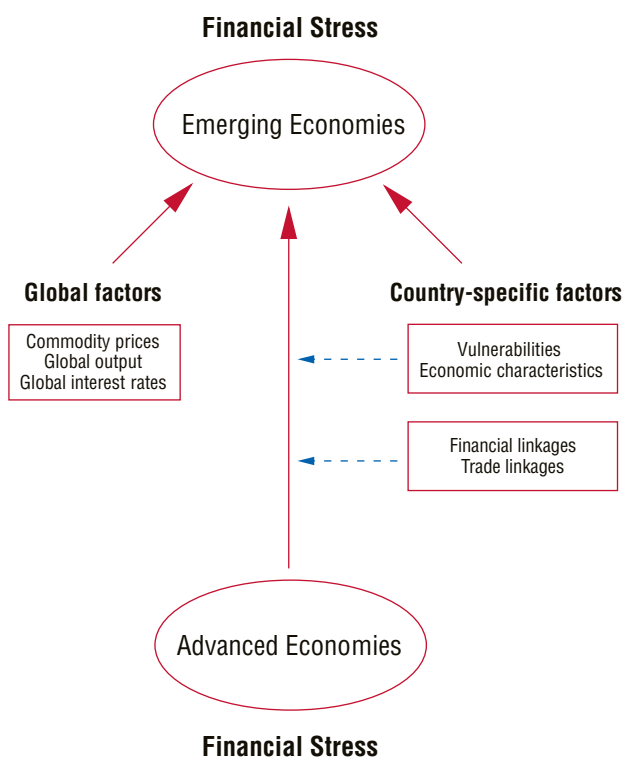 Financial Stress
Emerging Economies
Global factors
Commodity prices
Global output
Global interest rates
Country-specific factors
Vulnerabilities
Economic characteristics
Financial linkages
Trade linkages
Advanced Economies
Financial Stress